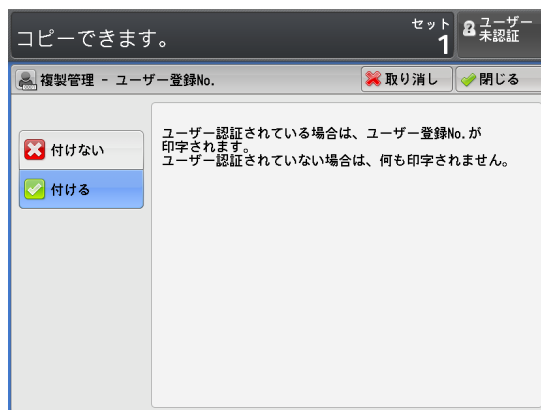 コピーできます。
セット
1
ユーザー
未認証
複製管理 - ユーザー登録No.
取り消し
閉じる
付けない
付ける
ユーザー認証されている場合は、ユーザー登録No.が
印字されます。
ユーザー認証されていない場合は、何も印字されません。